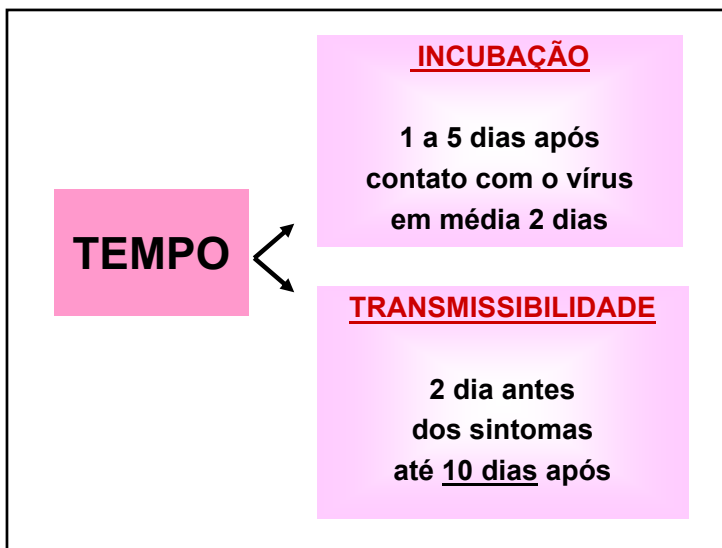 TEMPO
INCUBAÇÃO
1 a 5 dias após
contato com o vírus
em média 2 dias
TRANSMISSIBILIDADE
2 dia antes
dos sintomas
até 10 dias após